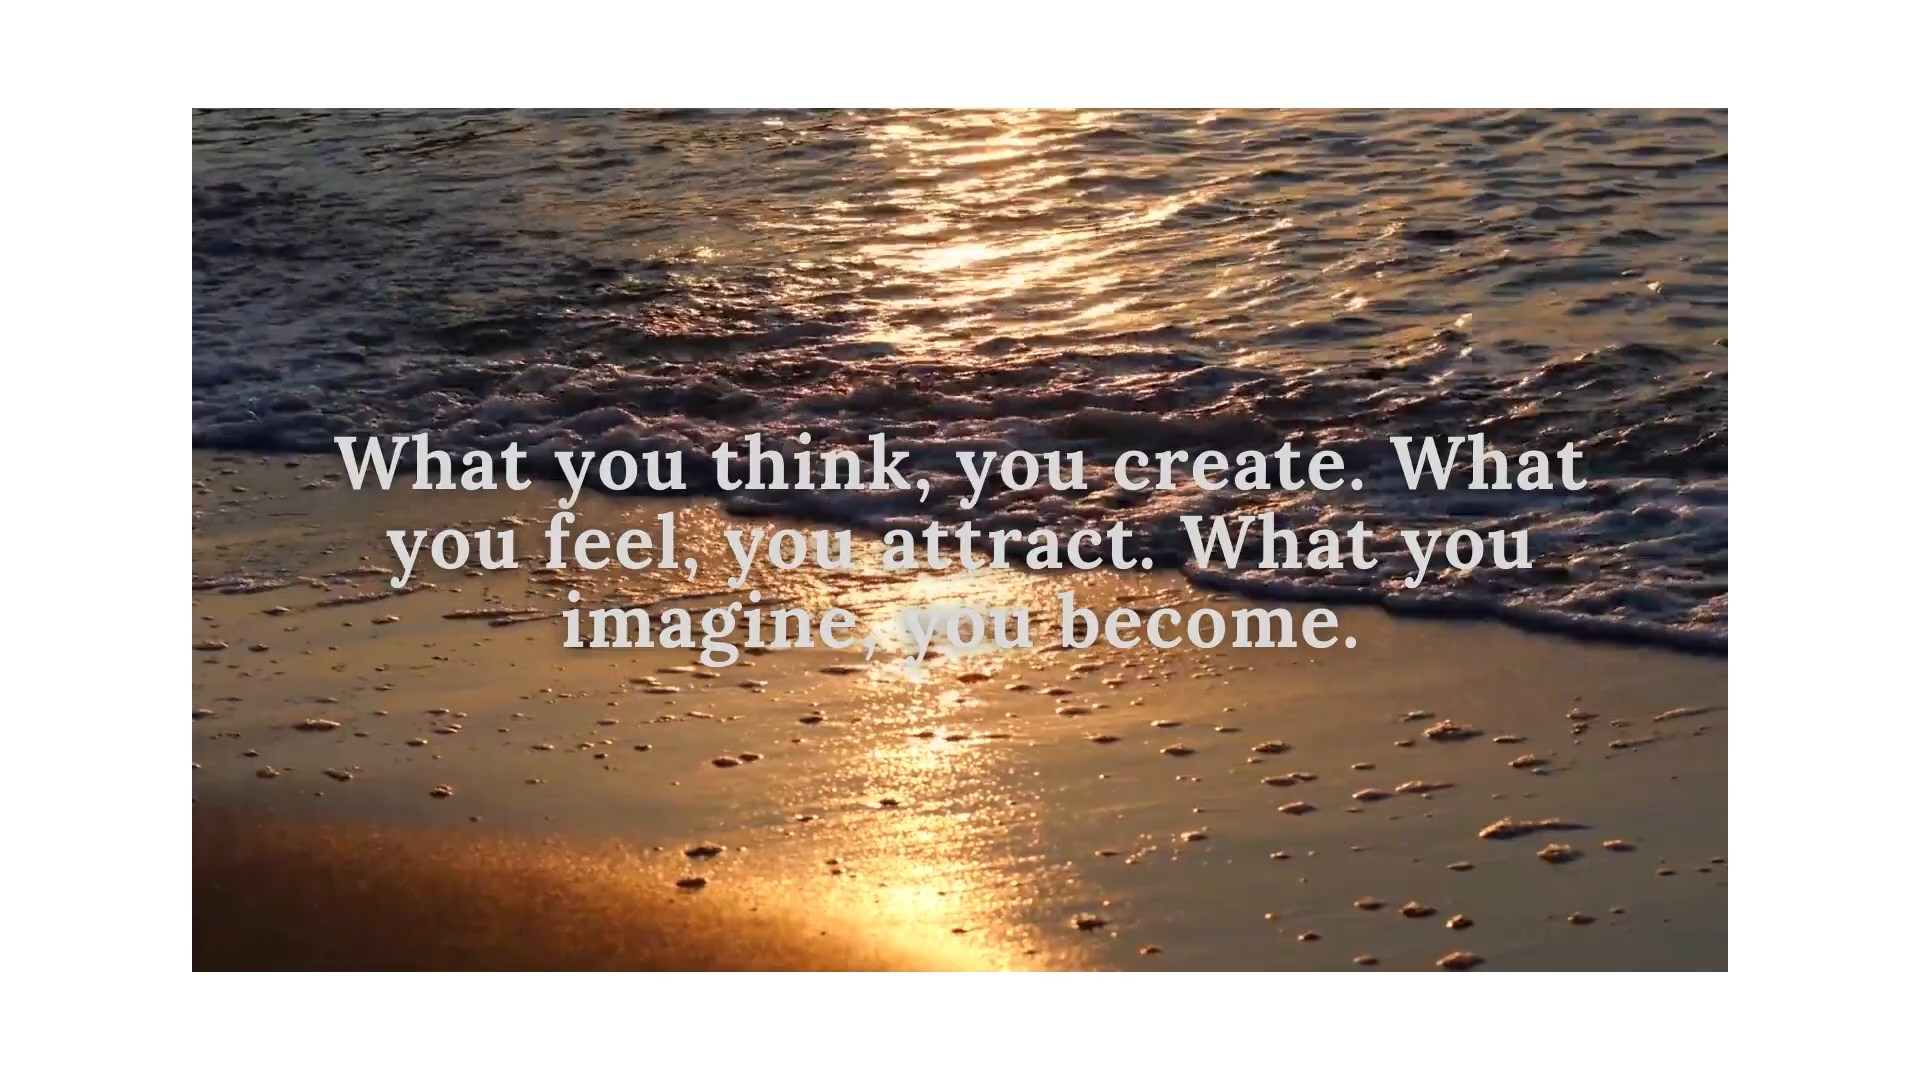 What you think, you create. What
you feel, you attract. What you
imagine, you become.